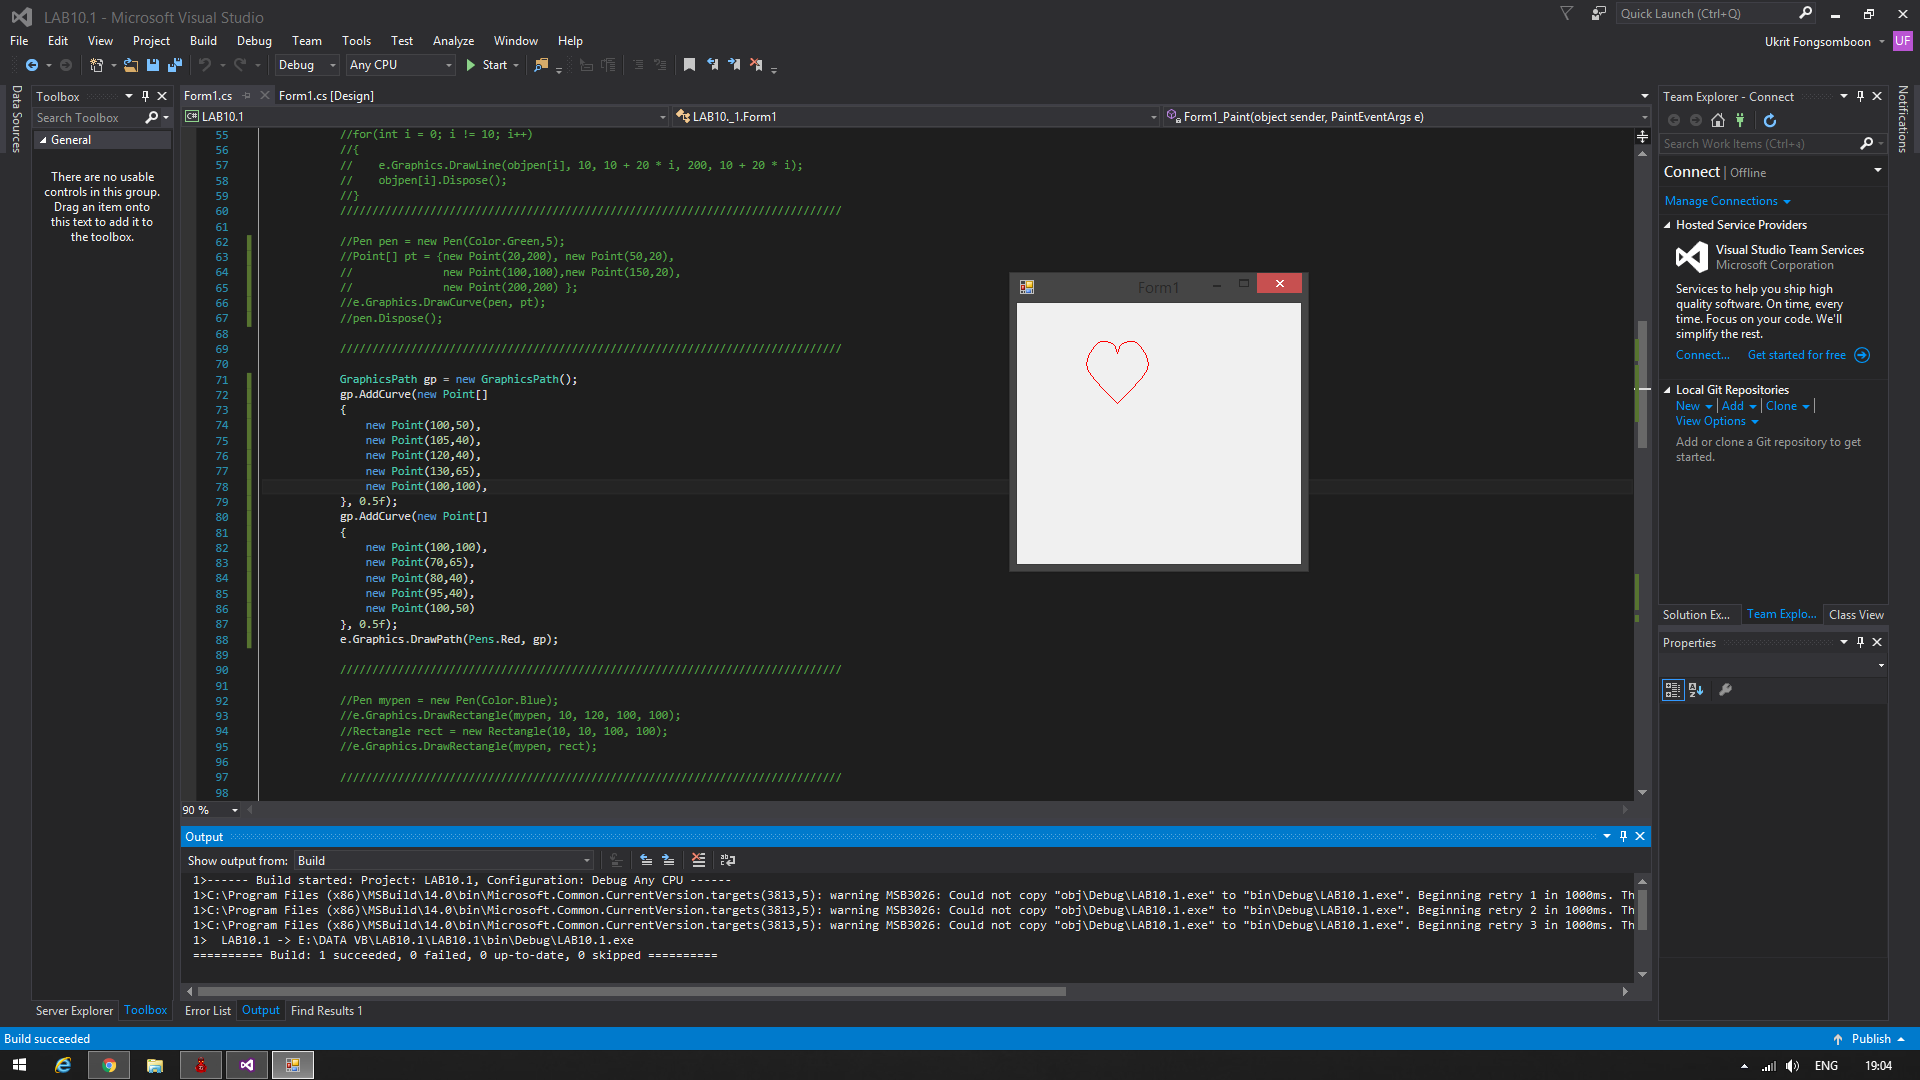 LAB10.1 - Microsoft Visual Studio
Quick Launch (Ctrl+Q)
File Edit View Project Build Debug Team Tools Test Analyze Window Help
Ukrit Fongsomboon UF
Debug Any CPU Start
Data Sources
Toolbox
Search Toolbox
General
There are no usable
controls in this group.
Drag an item onto
this text to add it to
the toolbox.
Server Explorer Toolbox
Form1.cs Form1.cs [Design]
C# LAB10.1 LAB10._1.Form1 Form1_Paint(object sender, PaintEventArgs e)
55 //for(int i = 0; i != 10; i++)
56 //{
57 //    e.Graphics.DrawLine(objpen[i], 10, 10 + 20 * i, 200, 10 + 20 * i);
58 //    objpen[i].Dispose();
59 //}
60 //////////////////////////////////////////////////////////////////////////////
61
62 //Pen pen = new Pen(Color.Green,5);
63 //Point[] pt = {new Point(20,200), new Point(50,20),
64 //              new Point(100,100),new Point(150,20),
65 //              new Point(200,200) };
66 //e.Graphics.DrawCurve(pen, pt);
67 //pen.Dispose();
68
69 //////////////////////////////////////////////////////////////////////////////
70
71 GraphicsPath gp = new GraphicsPath();
72 gp.AddCurve(new Point[]
73 {
74     new Point(100,50),
75     new Point(105,40),
76     new Point(120,40),
77     new Point(130,65),
78     new Point(100,100),
79 }, 0.5f);
80 gp.AddCurve(new Point[]
81 {
82     new Point(100,100),
83     new Point(70,65),
84     new Point(80,40),
85     new Point(95,40),
86     new Point(100,50)
87 }, 0.5f);
88 e.Graphics.DrawPath(Pens.Red, gp);
89
90 //////////////////////////////////////////////////////////////////////////////
91
92 //Pen mypen = new Pen(Color.Blue);
93 //e.Graphics.DrawRectangle(mypen, 10, 120, 100, 100);
94 //Rectangle rect = new Rectangle(10, 10, 100, 100);
95 //e.Graphics.DrawRectangle(mypen, rect);
96
97 //////////////////////////////////////////////////////////////////////////////
98
90 %
Form1
Output
Show output from: Build
1>------ Build started: Project: LAB10.1, Configuration: Debug Any CPU ------
1>C:\Program Files (x86)\MSBuild\14.0\bin\Microsoft.Common.CurrentVersion.targets(3813,5): warning MSB3026: Could not copy "obj\Debug\LAB10.1.exe" to "bin\Debug\LAB10.1.exe". Beginning retry 1 in 1000ms. Th
1>C:\Program Files (x86)\MSBuild\14.0\bin\Microsoft.Common.CurrentVersion.targets(3813,5): warning MSB3026: Could not copy "obj\Debug\LAB10.1.exe" to "bin\Debug\LAB10.1.exe". Beginning retry 2 in 1000ms. Th
1>C:\Program Files (x86)\MSBuild\14.0\bin\Microsoft.Common.CurrentVersion.targets(3813,5): warning MSB3026: Could not copy "obj\Debug\LAB10.1.exe" to "bin\Debug\LAB10.1.exe". Beginning retry 3 in 1000ms. Th
1>  LAB10.1 -> E:\DATA VB\LAB10.1\LAB10.1\bin\Debug\LAB10.1.exe
========== Build: 1 succeeded, 0 failed, 0 up-to-date, 0 skipped ==========
Error List Output Find Results 1
Team Explorer - Connect
Search Work Items (Ctrl+4)
Connect | Offline
Manage Connections
Hosted Service Providers
Visual Studio Team Services
Microsoft Corporation
Services to help you ship high
quality software. On time, every
time. Focus on your code. We'll
simplify the rest.
Connect... Get started for free
Local Git Repositories
New | Add | Clone |
View Options
Add or clone a Git repository to get
started.
Solution Ex... Team Explo... Class View
Properties
Notifications
Build succeeded
Publish
ENG 19:04